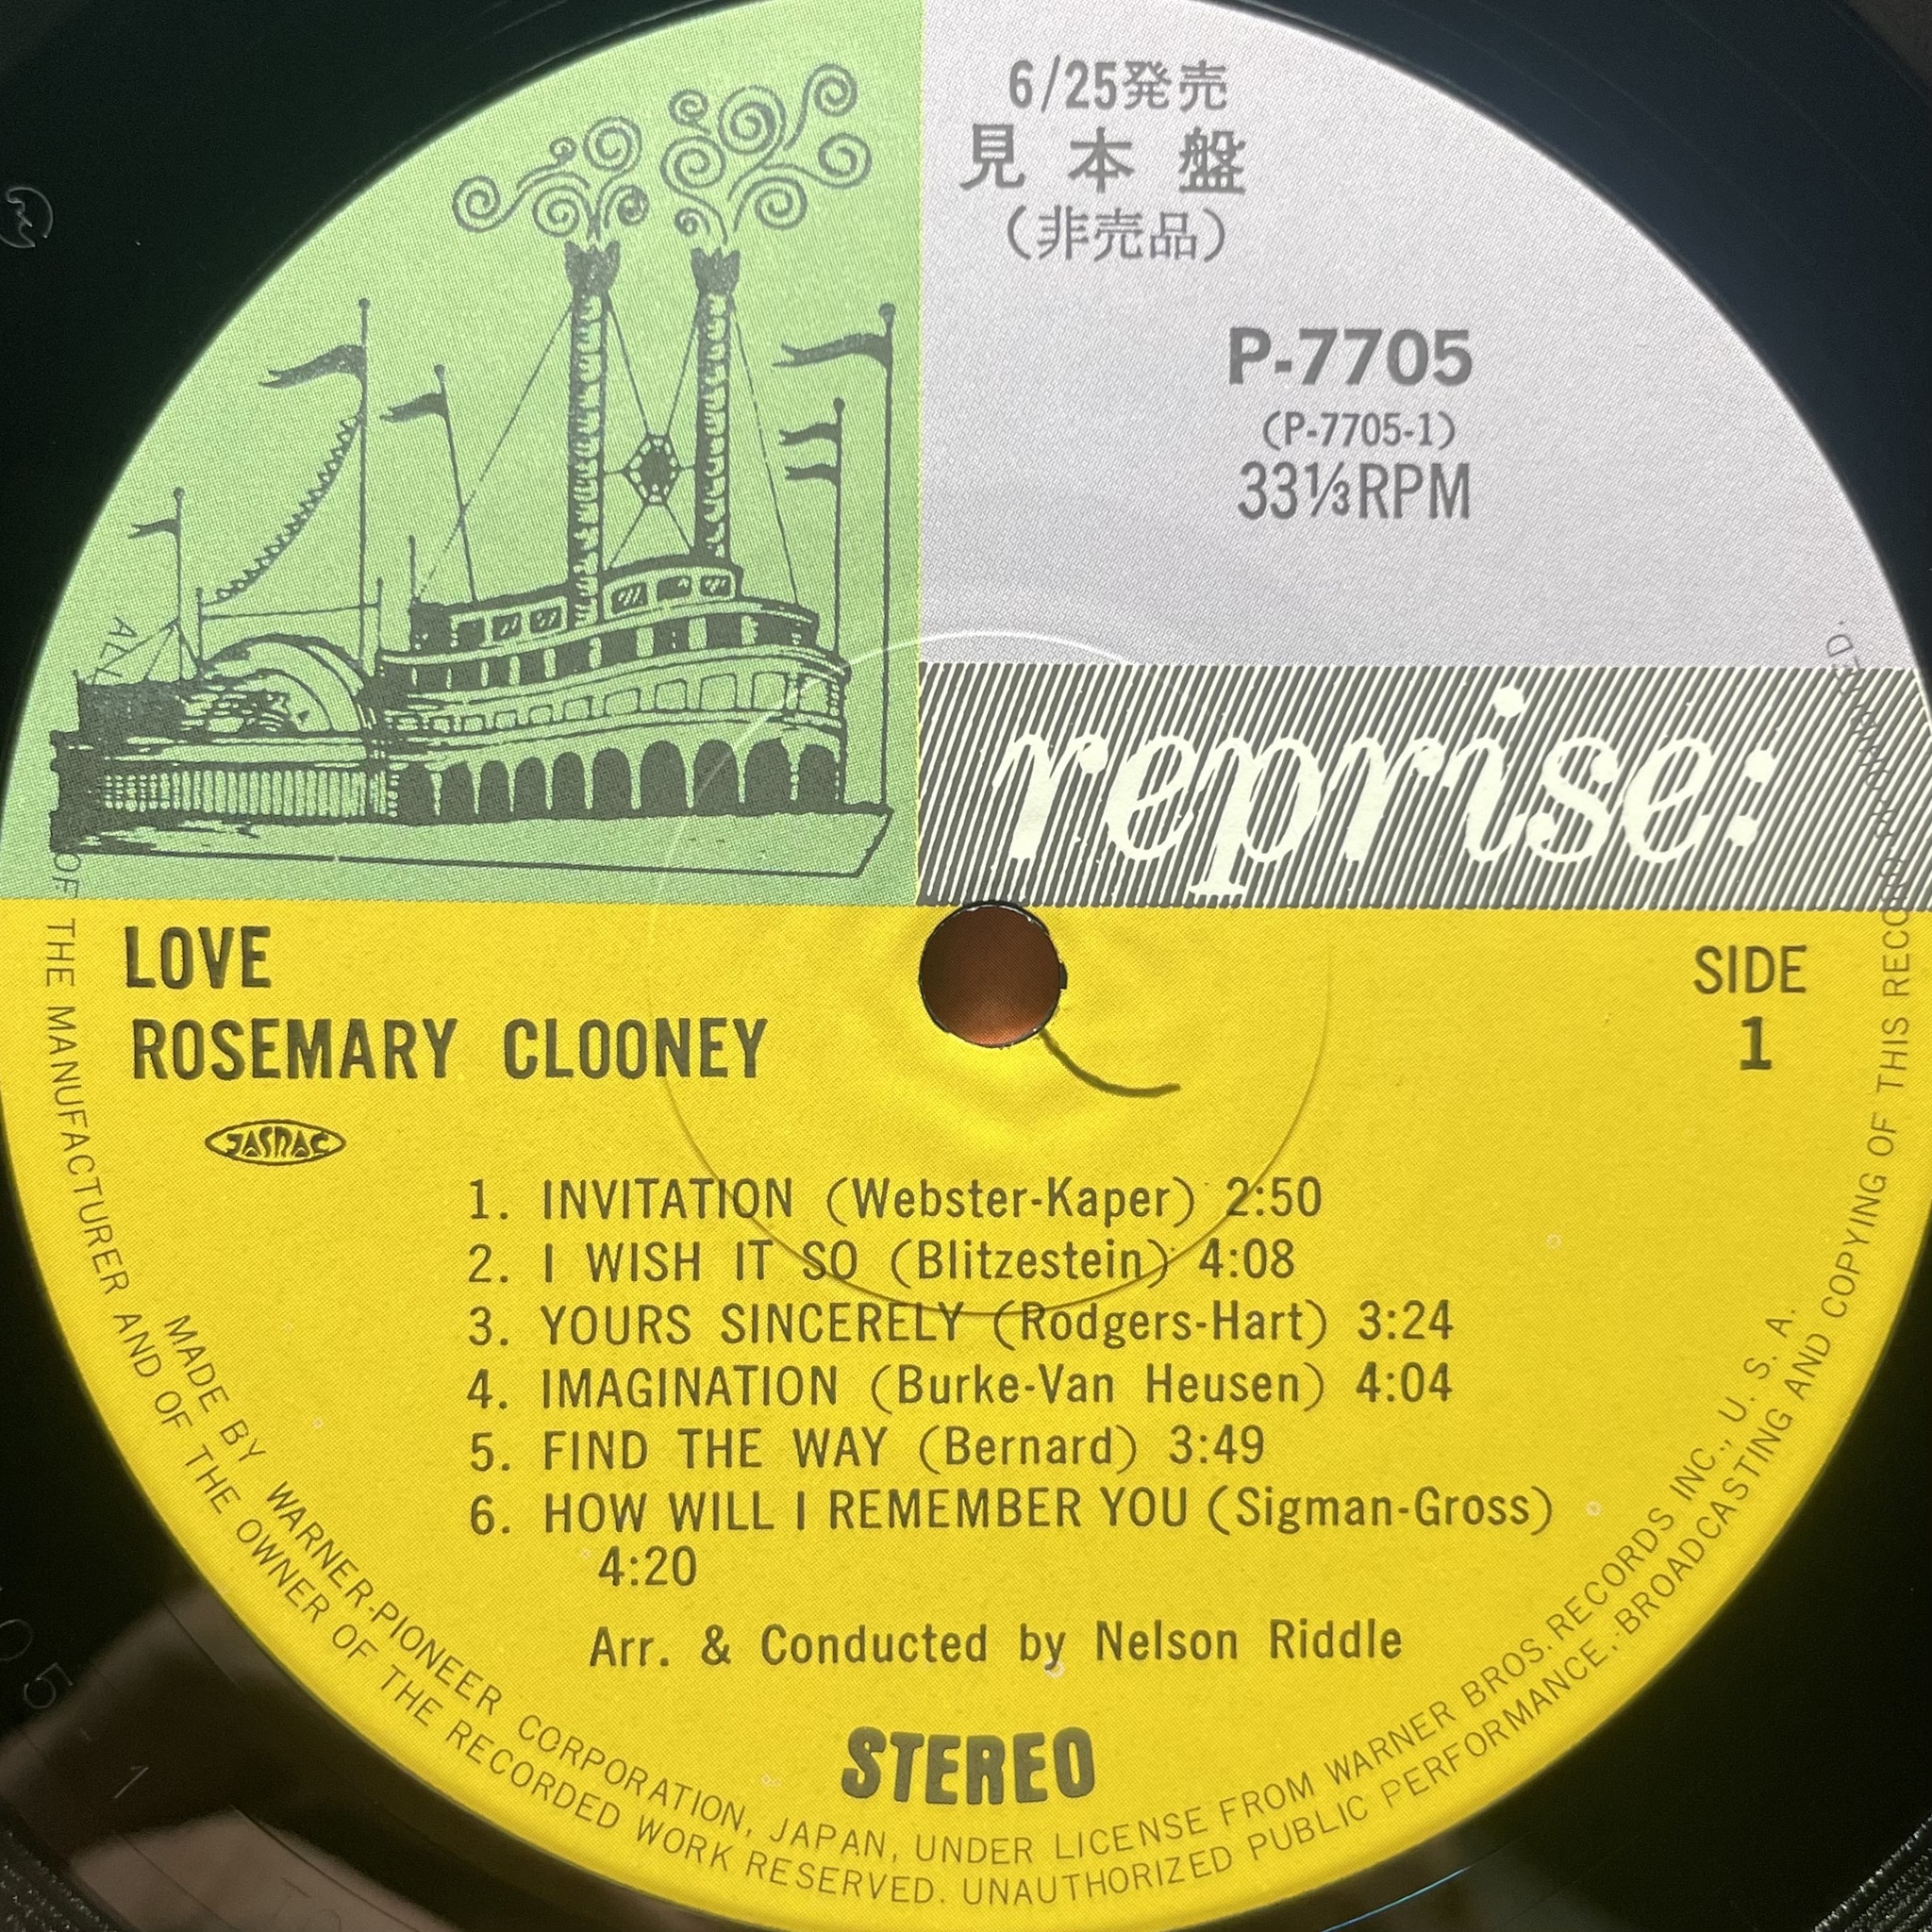 6/25発売
見本盤
(非売品)
P-7705
(P-7705-1)
33⅓RPM
reprise:
LOVE
ROSEMARY CLOONEY
SIDE
1
JASRAC
1. INVITATION (Webster-Kaper) 2:50
2. I WISH IT SO (Blitzestein) 4:08
3. YOURS SINCERELY (Rodgers-Hart) 3:24
4. IMAGINATION (Burke-Van Heusen) 4:04
5. FIND THE WAY (Bernard) 3:49
6. HOW WILL I REMEMBER YOU (Sigman-Gross)
4:20
Arr. & Conducted by Nelson Riddle
STEREO
MADE BY WARNER-PIONEER CORPORATION, JAPAN, UNDER LICENSE FROM WARNER BROS. RECORDS INC., U. S. A.
OF THE MANUFACTURER AND OF THE OWNER OF THE RECORDED WORK RESERVED. UNAUTHORIZED PUBLIC PERFORMANCE. BROADCASTING AND COPYING OF THIS RECORD
05-1